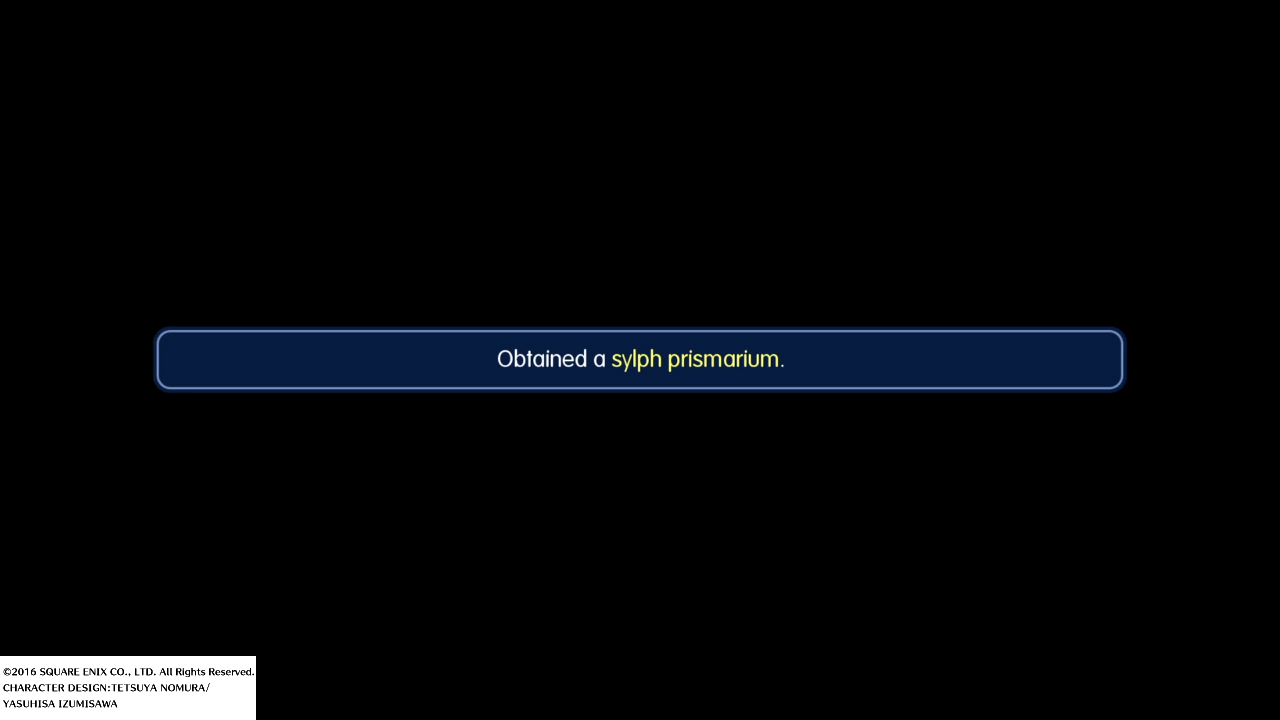 Obtained a sylph prismarium.
©2016 SQUARE ENIX CO., LTD. All Rights Reserved.
CHARACTER DESIGN:TETSUYA NOMURA/
YASUHISA IZUMISAWA